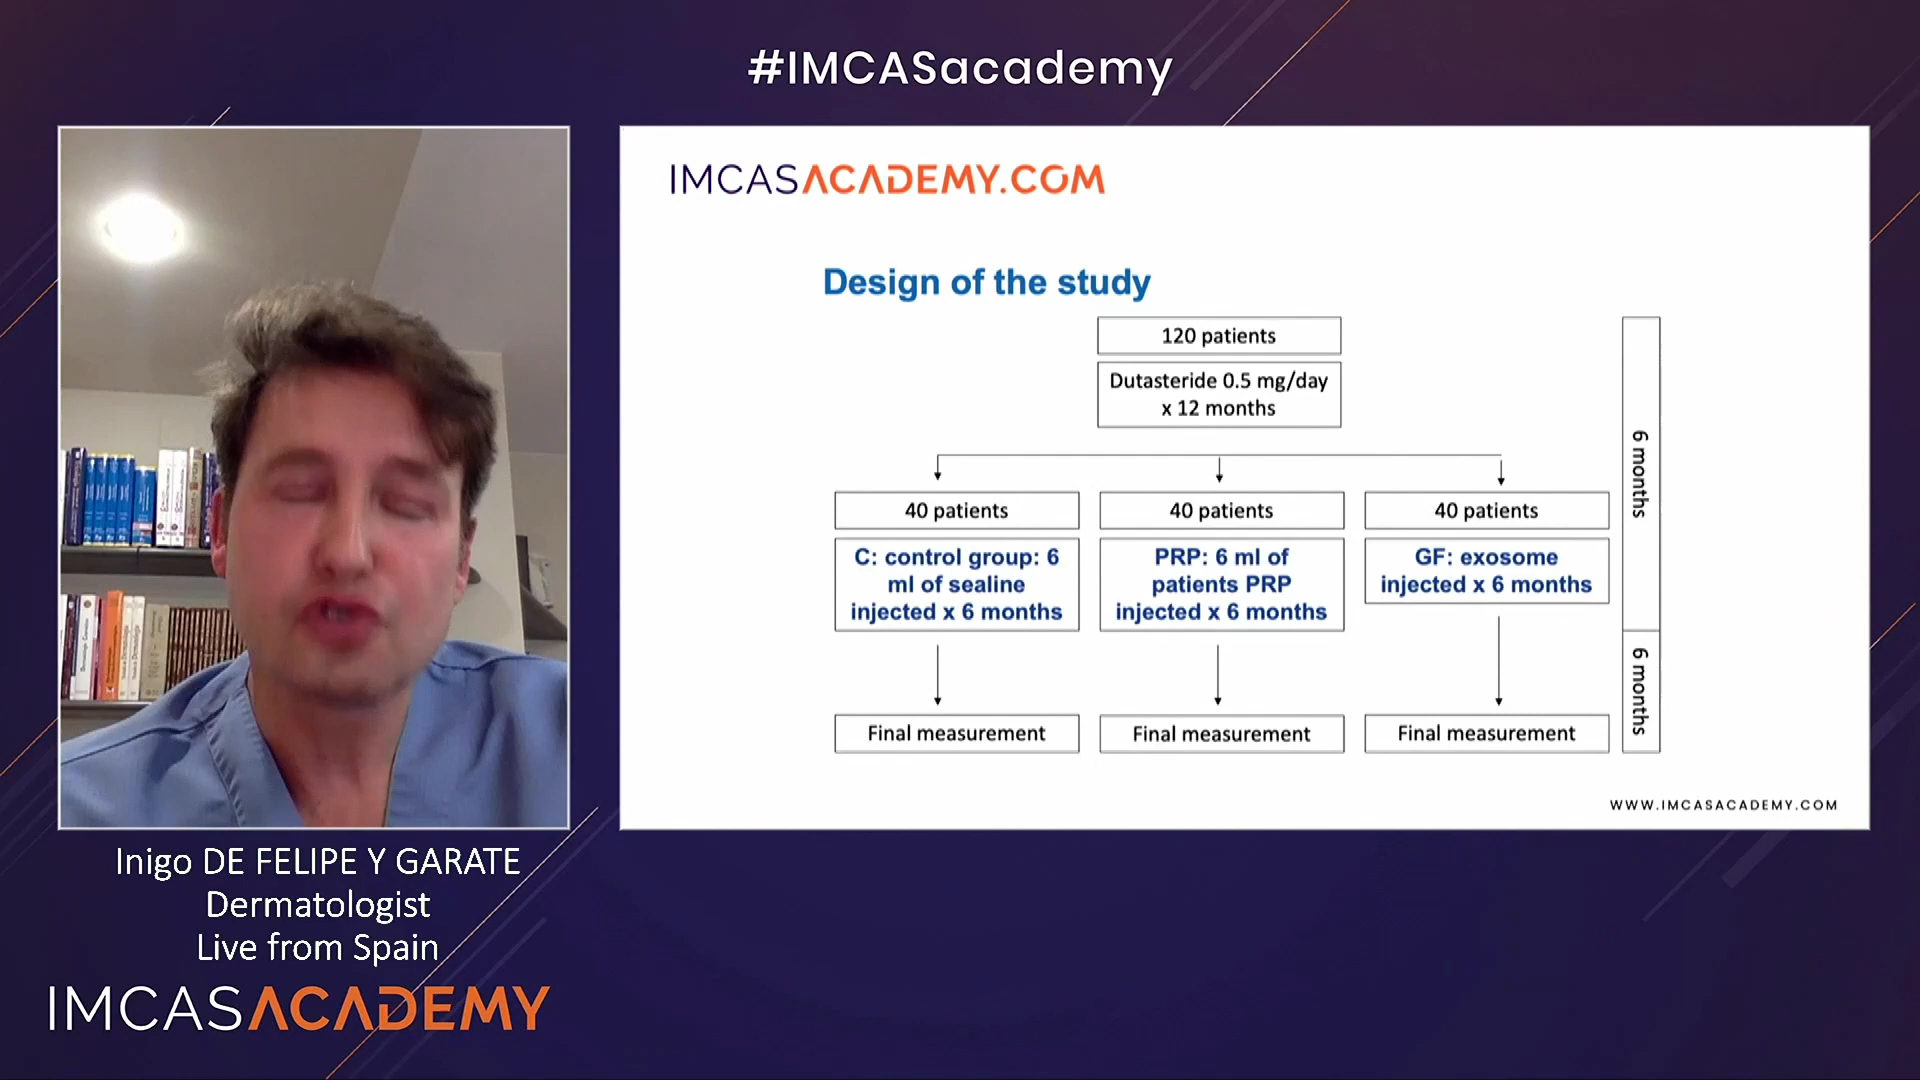 #IMCASacademy
IMCASACADEMY.COM
Design of the study
120 patients
Dutasteride 0.5 mg/day
x 12 months
40 patients
40 patients
40 patients
C: control group: 6
ml of sealine
injected x 6 months
PRP: 6 ml of
patients PRP
injected x 6 months
GF: exosome
injected x 6 months
6 months
Final measurement
Final measurement
Final measurement
6 months
WWW.IMCASACADEMY.COM
Inigo DE FELIPE Y GARATE
Dermatologist
Live from Spain
IMCASACADEMY